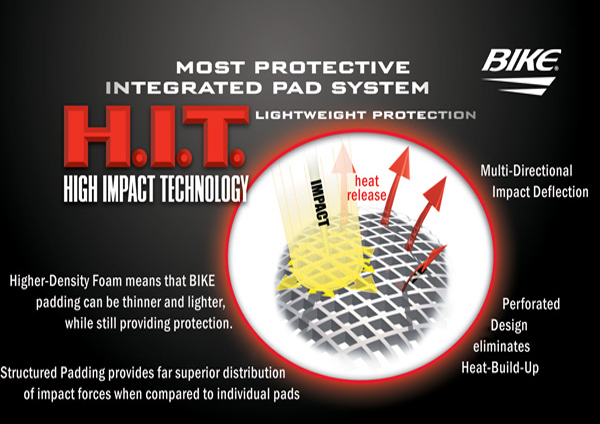 MOST PROTECTIVE
INTEGRATED PAD SYSTEM
BIKE®
H.I.T.
LIGHTWEIGHT PROTECTION
HIGH IMPACT TECHNOLOGY
IMPACT
heat
release
Multi-Directional
Impact Deflection
Higher-Density Foam means that BIKE
padding can be thinner and lighter,
while still providing protection.
Perforated
Design
eliminates
Heat-Build-Up
Structured Padding provides far superior distribution
of impact forces when compared to individual pads